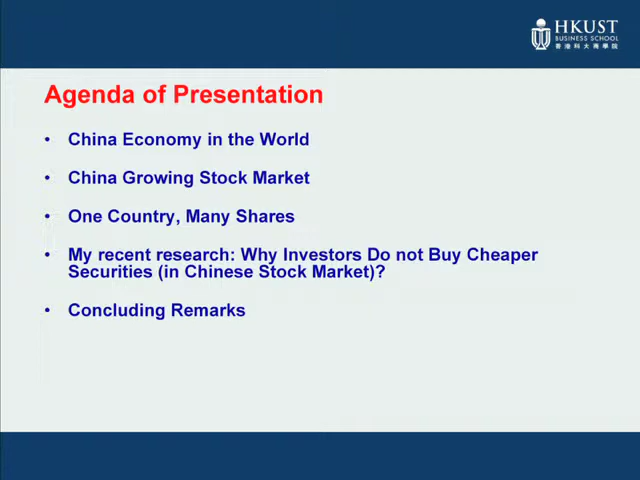 HKUST
BUSINESS SCHOOL
香港科大商學院
Agenda of Presentation
• China Economy in the World
• China Growing Stock Market
• One Country, Many Shares
• My recent research: Why Investors Do not Buy Cheaper
Securities (in Chinese Stock Market)?
• Concluding Remarks